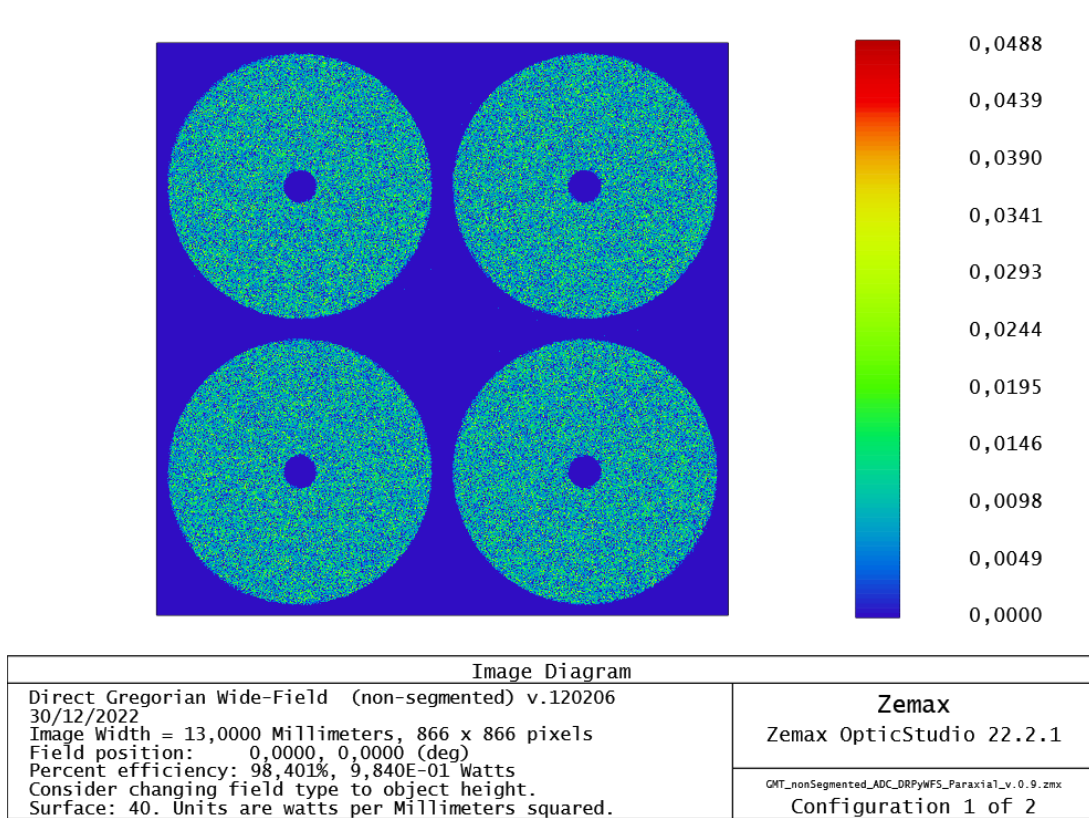 0,0488
0,0439
0,0390
0,0341
0,0293
0,0244
0,0195
0,0146
0,0098
0,0049
0,0000
Image Diagram
Direct Gregorian Wide-Field (non-segmented) v.120206
30/12/2022
Image Width = 13,0000 Millimeters, 866 x 866 pixels
Field position: 0,0000, 0,0000 (deg)
Percent efficiency: 98,401%, 9,840E-01 Watts
Consider changing field type to object height.
Surface: 40. Units are watts per Millimeters squared.
Zemax
Zemax OpticStudio 22.2.1
GMT_nonSegmented_ADC_DRPyWFS_Paraxial_v.0.9.zmx
Configuration 1 of 2